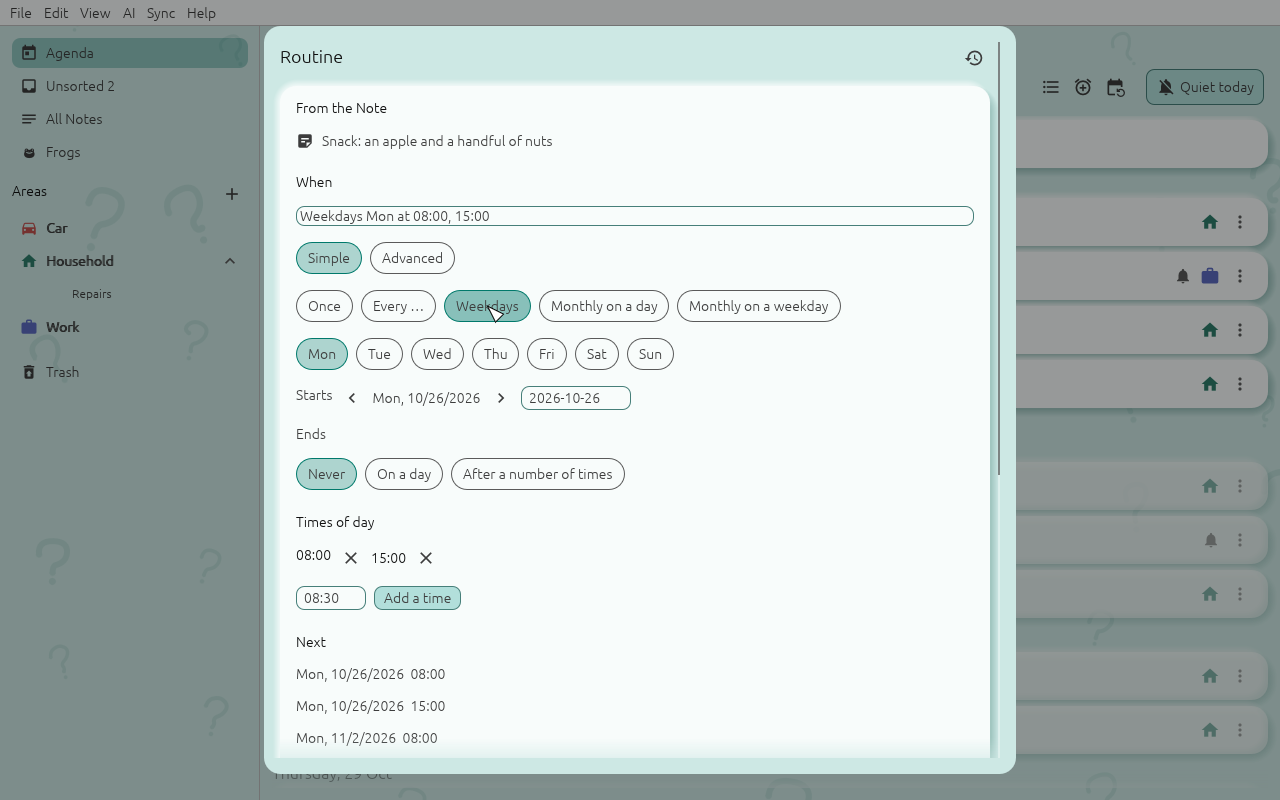 File Edit View AI Sync Help
Agenda
Unsorted 2
All Notes
Frogs
Areas
Car
Household
Repairs
Work
Trash
Quiet today
Routine
From the Note
Snack: an apple and a handful of nuts
When
Weekdays Mon at 08:00, 15:00
Simple Advanced
Once Every ... Weekdays Monthly on a day Monthly on a weekday
Mon Tue Wed Thu Fri Sat Sun
Starts Mon, 10/26/2026 2026-10-26
Ends
Never On a day After a number of times
Times of day
08:00 15:00
08:30 Add a time
Next
Mon, 10/26/2026 08:00
Mon, 10/26/2026 15:00
Mon, 11/2/2026 08:00
Thursday, 29 Oct